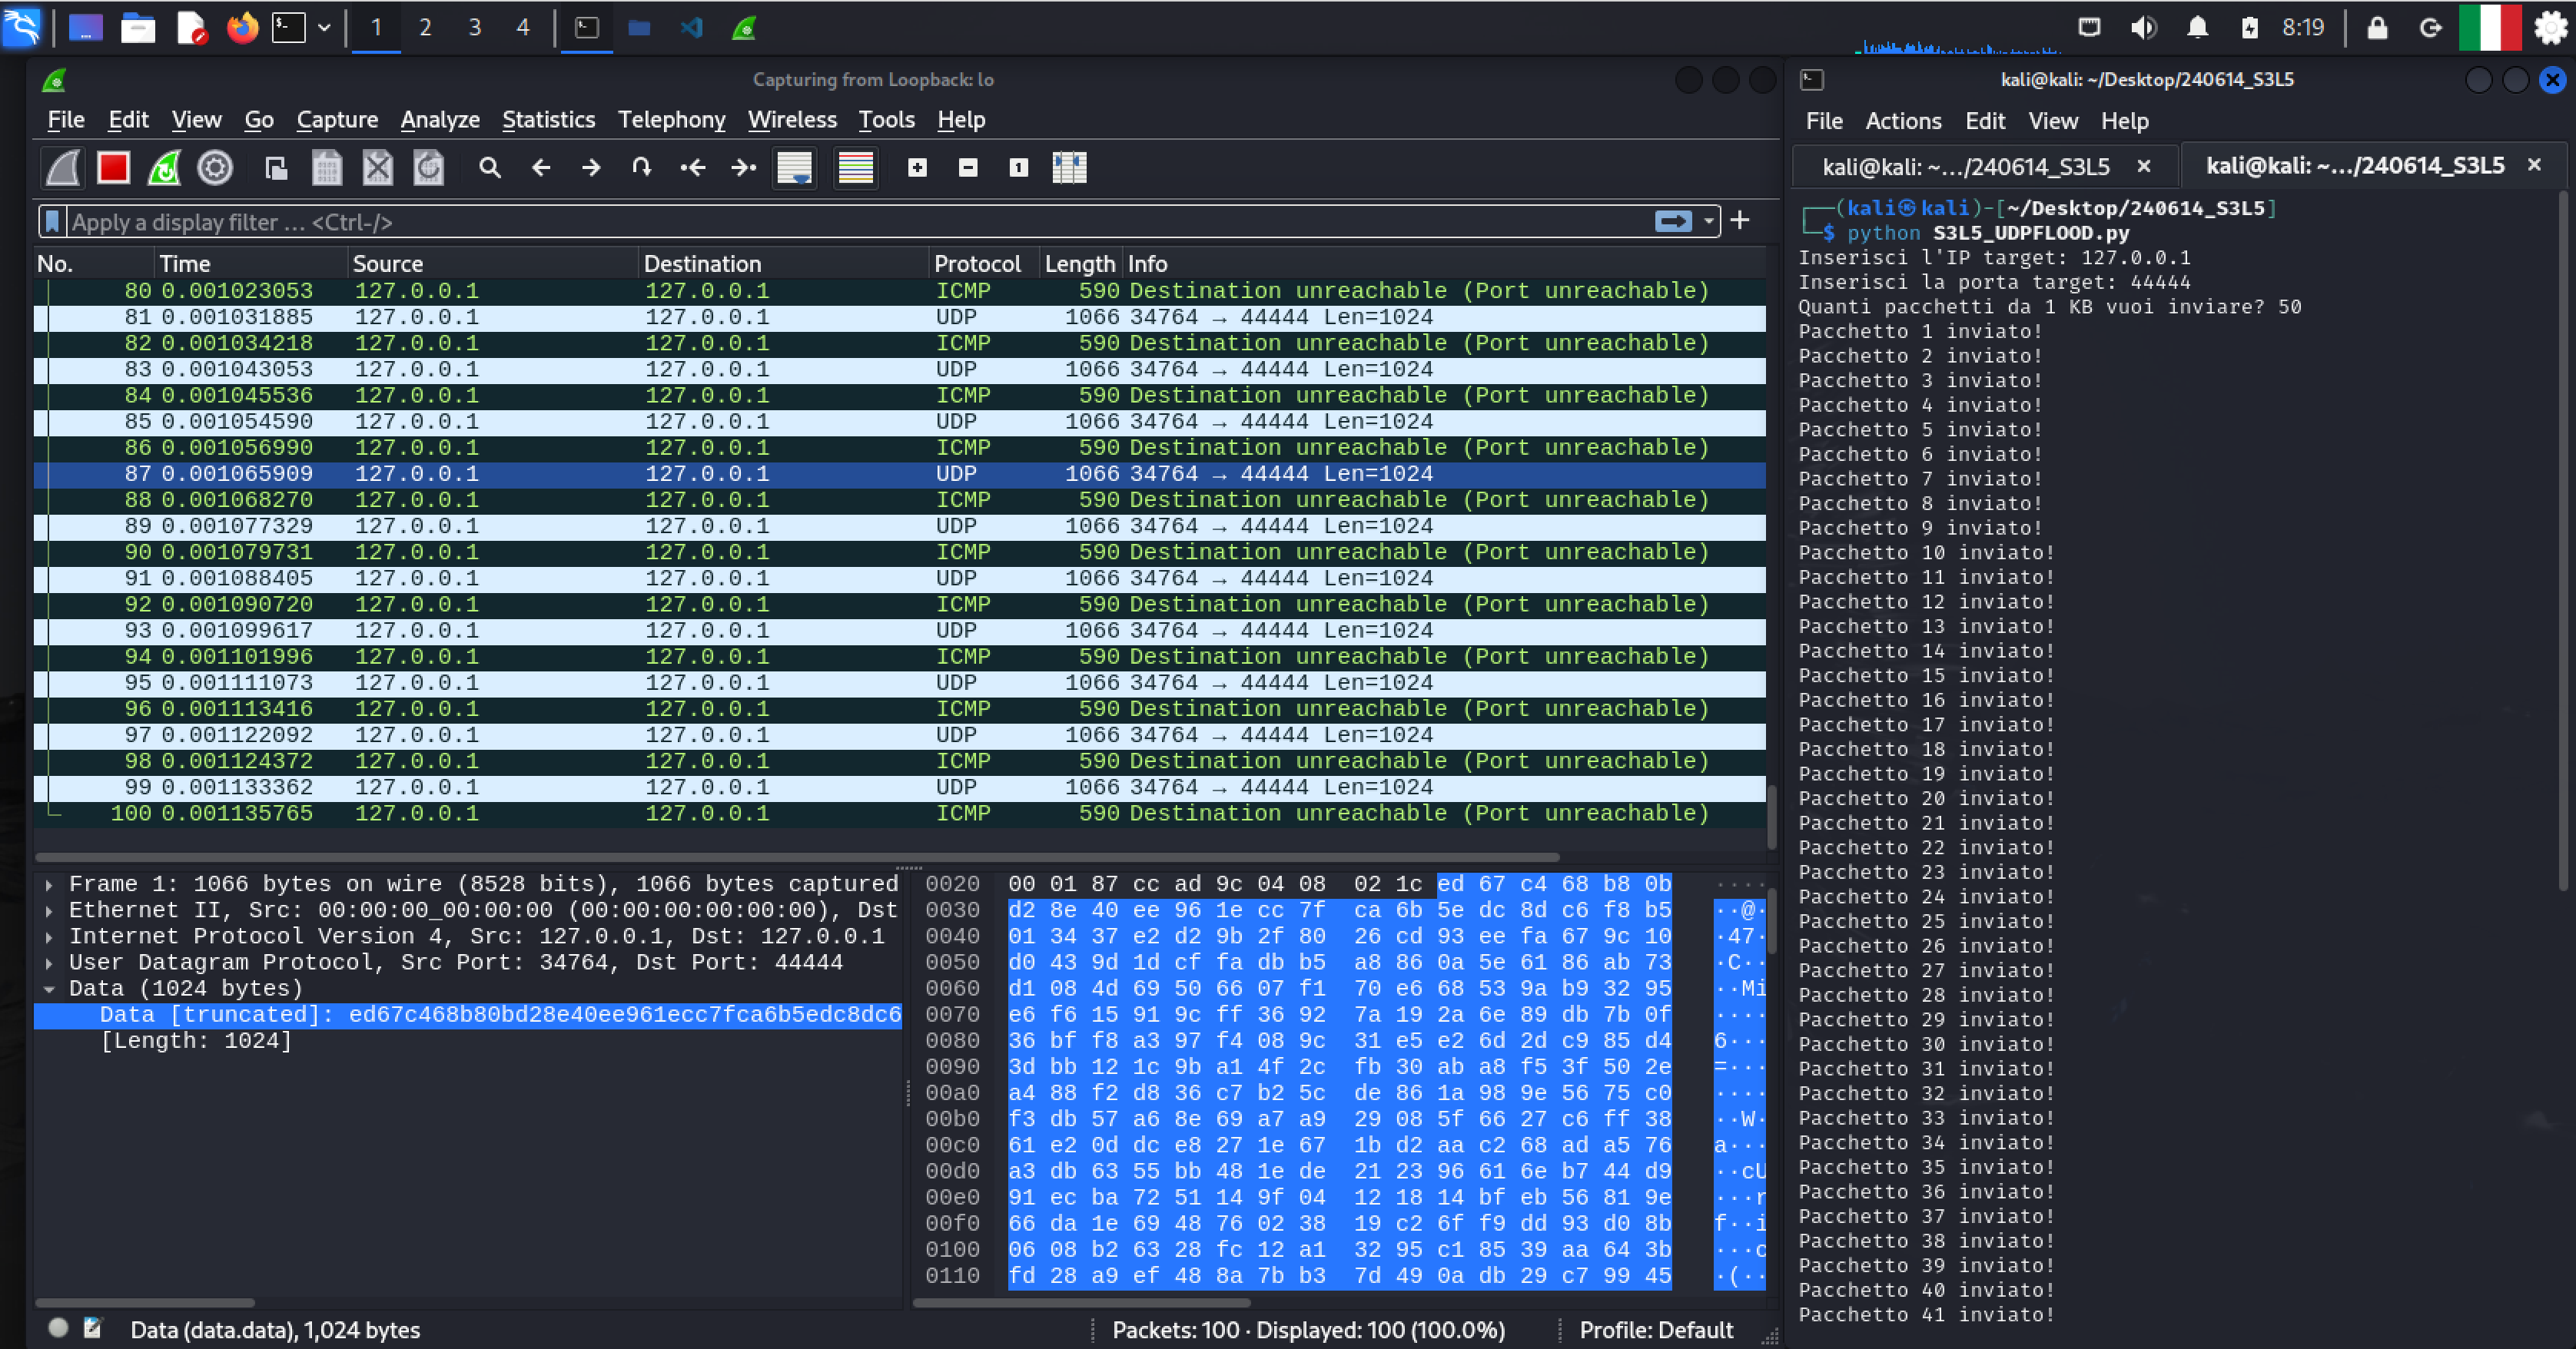 1 2 3 4 8:19
Capturing from Loopback: lo
File Edit View Go Capture Analyze Statistics Telephony Wireless Tools Help
Apply a display filter … <Ctrl-/>
No. Time Source Destination Protocol Length Info
80 0.001023053 127.0.0.1 127.0.0.1 ICMP 590 Destination unreachable (Port unreachable)
81 0.001031885 127.0.0.1 127.0.0.1 UDP 1066 34764 → 44444 Len=1024
82 0.001034218 127.0.0.1 127.0.0.1 ICMP 590 Destination unreachable (Port unreachable)
83 0.001043053 127.0.0.1 127.0.0.1 UDP 1066 34764 → 44444 Len=1024
84 0.001045536 127.0.0.1 127.0.0.1 ICMP 590 Destination unreachable (Port unreachable)
85 0.001054590 127.0.0.1 127.0.0.1 UDP 1066 34764 → 44444 Len=1024
86 0.001056990 127.0.0.1 127.0.0.1 ICMP 590 Destination unreachable (Port unreachable)
87 0.001065909 127.0.0.1 127.0.0.1 UDP 1066 34764 → 44444 Len=1024
88 0.001068270 127.0.0.1 127.0.0.1 ICMP 590 Destination unreachable (Port unreachable)
89 0.001077329 127.0.0.1 127.0.0.1 UDP 1066 34764 → 44444 Len=1024
90 0.001079731 127.0.0.1 127.0.0.1 ICMP 590 Destination unreachable (Port unreachable)
91 0.001088405 127.0.0.1 127.0.0.1 UDP 1066 34764 → 44444 Len=1024
92 0.001090720 127.0.0.1 127.0.0.1 ICMP 590 Destination unreachable (Port unreachable)
93 0.001099617 127.0.0.1 127.0.0.1 UDP 1066 34764 → 44444 Len=1024
94 0.001101996 127.0.0.1 127.0.0.1 ICMP 590 Destination unreachable (Port unreachable)
95 0.001111073 127.0.0.1 127.0.0.1 UDP 1066 34764 → 44444 Len=1024
96 0.001113416 127.0.0.1 127.0.0.1 ICMP 590 Destination unreachable (Port unreachable)
97 0.001122092 127.0.0.1 127.0.0.1 UDP 1066 34764 → 44444 Len=1024
98 0.001124372 127.0.0.1 127.0.0.1 ICMP 590 Destination unreachable (Port unreachable)
99 0.001133362 127.0.0.1 127.0.0.1 UDP 1066 34764 → 44444 Len=1024
100 0.001135765 127.0.0.1 127.0.0.1 ICMP 590 Destination unreachable (Port unreachable)
Frame 1: 1066 bytes on wire (8528 bits), 1066 bytes captured
Ethernet II, Src: 00:00:00_00:00:00 (00:00:00:00:00:00), Dst
Internet Protocol Version 4, Src: 127.0.0.1, Dst: 127.0.0.1
User Datagram Protocol, Src Port: 34764, Dst Port: 44444
Data (1024 bytes)
Data [truncated]: ed67c468b80bd28e40ee961ecc7fca6b5edc8dc6
[Length: 1024]
0020 00 01 87 cc ad 9c 04 08 02 1c ed 67 c4 68 b8 0b ····
0030 d2 8e 40 ee 96 1e cc 7f ca 6b 5e dc 8d c6 f8 b5 ··@·
0040 01 34 37 e2 d2 9b 2f 80 26 cd 93 ee fa 67 9c 10 ·47·
0050 d0 43 9d 1d cf fa db b5 a8 86 0a 5e 61 86 ab 73 ·C··
0060 d1 08 4d 69 50 66 07 f1 70 e6 68 53 9a b9 32 95 ··Mi
0070 e6 f6 15 91 9c ff 36 92 7a 19 2a 6e 89 db 7b 0f ····
0080 36 bf f8 a3 97 f4 08 9c 31 e5 e2 6d 2d c9 85 d4 6···
0090 3d bb 12 1c 9b a1 4f 2c fb 30 ab a8 f5 3f 50 2e =···
00a0 a4 88 f2 d8 36 c7 b2 5c de 86 1a 98 9e 56 75 c0 ····
00b0 f3 db 57 a6 8e 69 a7 a9 29 08 5f 66 27 c6 ff 38 ··W·
00c0 61 e2 0d dc e8 27 1e 67 1b d2 aa c2 68 ad a5 76 a···
00d0 a3 db 63 55 bb 48 1e de 21 23 96 61 6e b7 44 d9 ··cU
00e0 91 ec ba 72 51 14 9f 04 12 18 14 bf eb 56 81 9e ···r
00f0 66 da 1e 69 48 76 02 38 19 c2 6f f9 dd 93 d0 8b f··i
0100 06 08 b2 63 28 fc 12 a1 32 95 c1 85 39 aa 64 3b ···c
0110 fd 28 a9 ef 48 8a 7b b3 7d 49 0a db 29 c7 99 45 ·(··
Data (data.data), 1,024 bytes
Packets: 100 · Displayed: 100 (100.0%)
Profile: Default
kali@kali: ~/Desktop/240614_S3L5
File Actions Edit View Help
kali@kali: ~…/240614_S3L5 × kali@kali: ~…/240614_S3L5 ×
┌──(kali㉿kali)-[~/Desktop/240614_S3L5]
└─$ python S3L5_UDPFLOOD.py
Inserisci l'IP target: 127.0.0.1
Inserisci la porta target: 44444
Quanti pacchetti da 1 KB vuoi inviare? 50
Pacchetto 1 inviato!
Pacchetto 2 inviato!
Pacchetto 3 inviato!
Pacchetto 4 inviato!
Pacchetto 5 inviato!
Pacchetto 6 inviato!
Pacchetto 7 inviato!
Pacchetto 8 inviato!
Pacchetto 9 inviato!
Pacchetto 10 inviato!
Pacchetto 11 inviato!
Pacchetto 12 inviato!
Pacchetto 13 inviato!
Pacchetto 14 inviato!
Pacchetto 15 inviato!
Pacchetto 16 inviato!
Pacchetto 17 inviato!
Pacchetto 18 inviato!
Pacchetto 19 inviato!
Pacchetto 20 inviato!
Pacchetto 21 inviato!
Pacchetto 22 inviato!
Pacchetto 23 inviato!
Pacchetto 24 inviato!
Pacchetto 25 inviato!
Pacchetto 26 inviato!
Pacchetto 27 inviato!
Pacchetto 28 inviato!
Pacchetto 29 inviato!
Pacchetto 30 inviato!
Pacchetto 31 inviato!
Pacchetto 32 inviato!
Pacchetto 33 inviato!
Pacchetto 34 inviato!
Pacchetto 35 inviato!
Pacchetto 36 inviato!
Pacchetto 37 inviato!
Pacchetto 38 inviato!
Pacchetto 39 inviato!
Pacchetto 40 inviato!
Pacchetto 41 inviato!